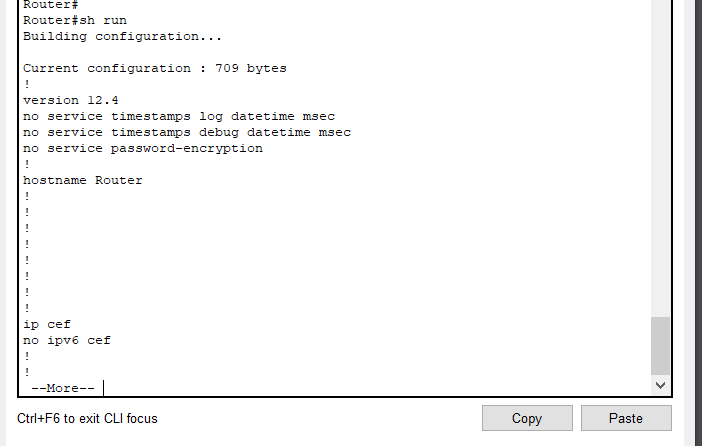 Router#
Router#sh run
Building configuration...
Current configuration : 709 bytes
!
version 12.4
no service timestamps log datetime msec
no service timestamps debug datetime msec
no service password-encryption
!
hostname Router
!
!
!
!
!
!
!
!
ip cef
no ipv6 cef
!
!
--More--
Ctrl+F6 to exit CLI focus
Copy
Paste